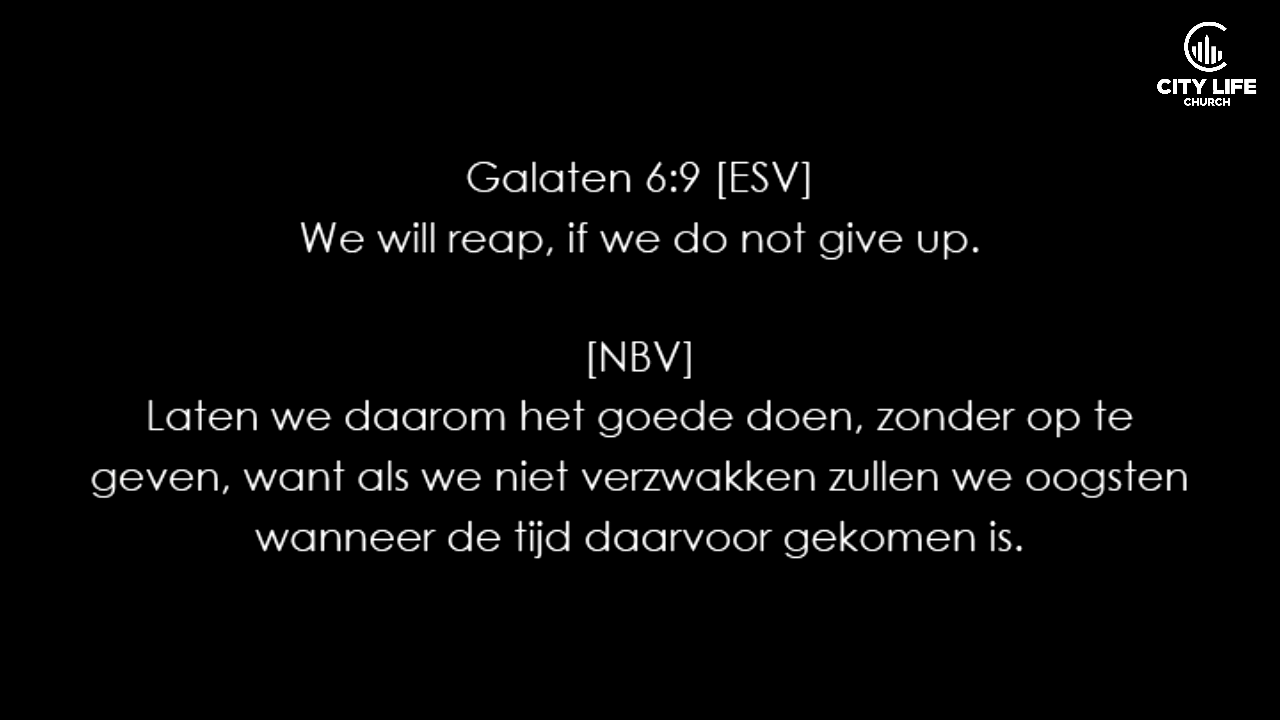 CITY LIFE
CHURCH
Galaten 6:9 [ESV]
We will reap, if we do not give up.
[NBV]
Laten we daarom het goede doen, zonder op te
geven, want als we niet verzwakken zullen we oogsten
wanneer de tijd daarvoor gekomen is.